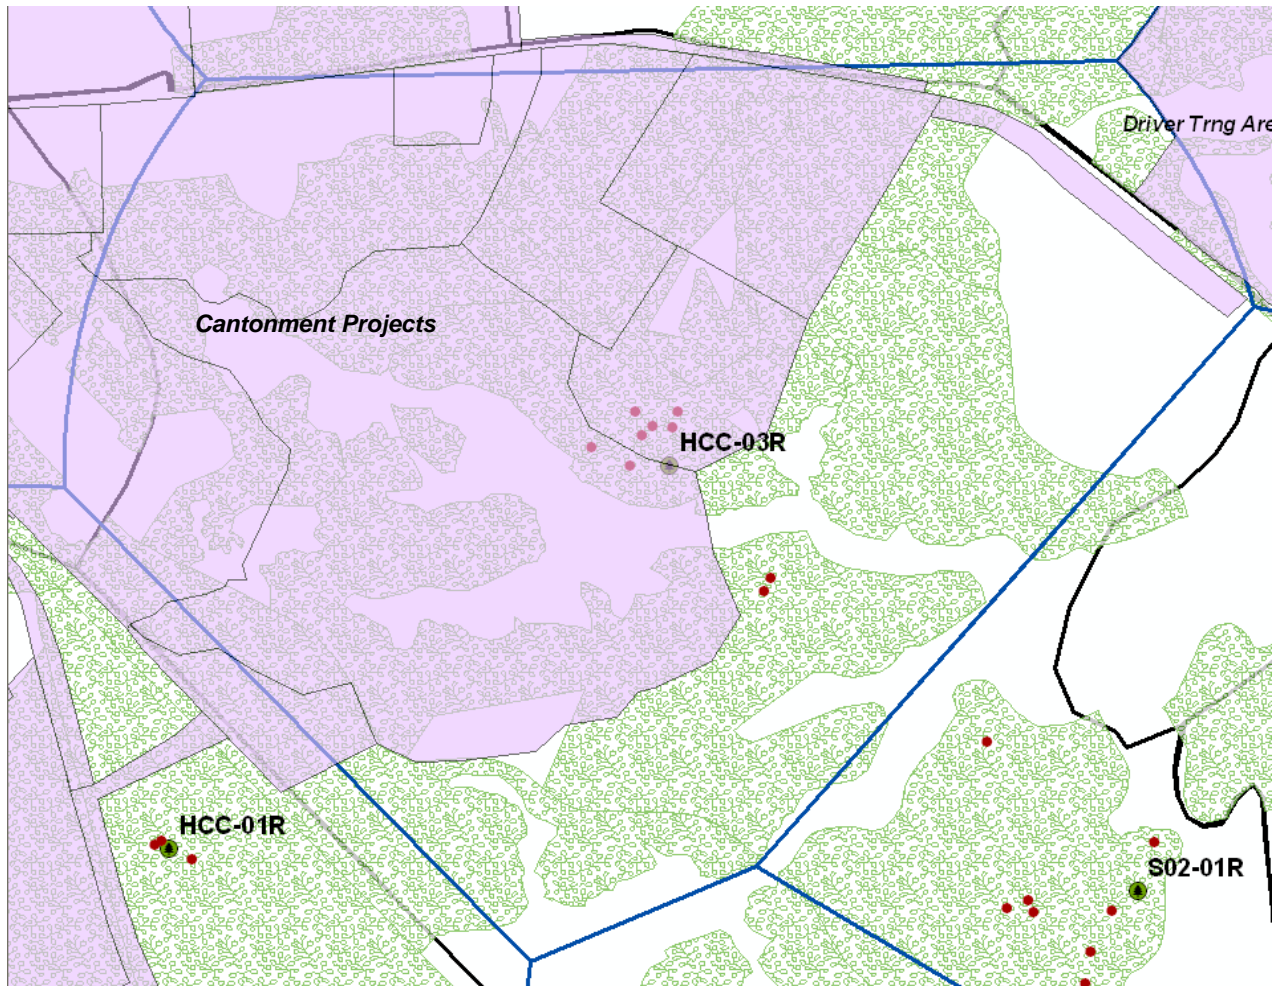 Driver Trng Are
Cantonment Projects
HCC-03R
HCC-01R
S02-01R